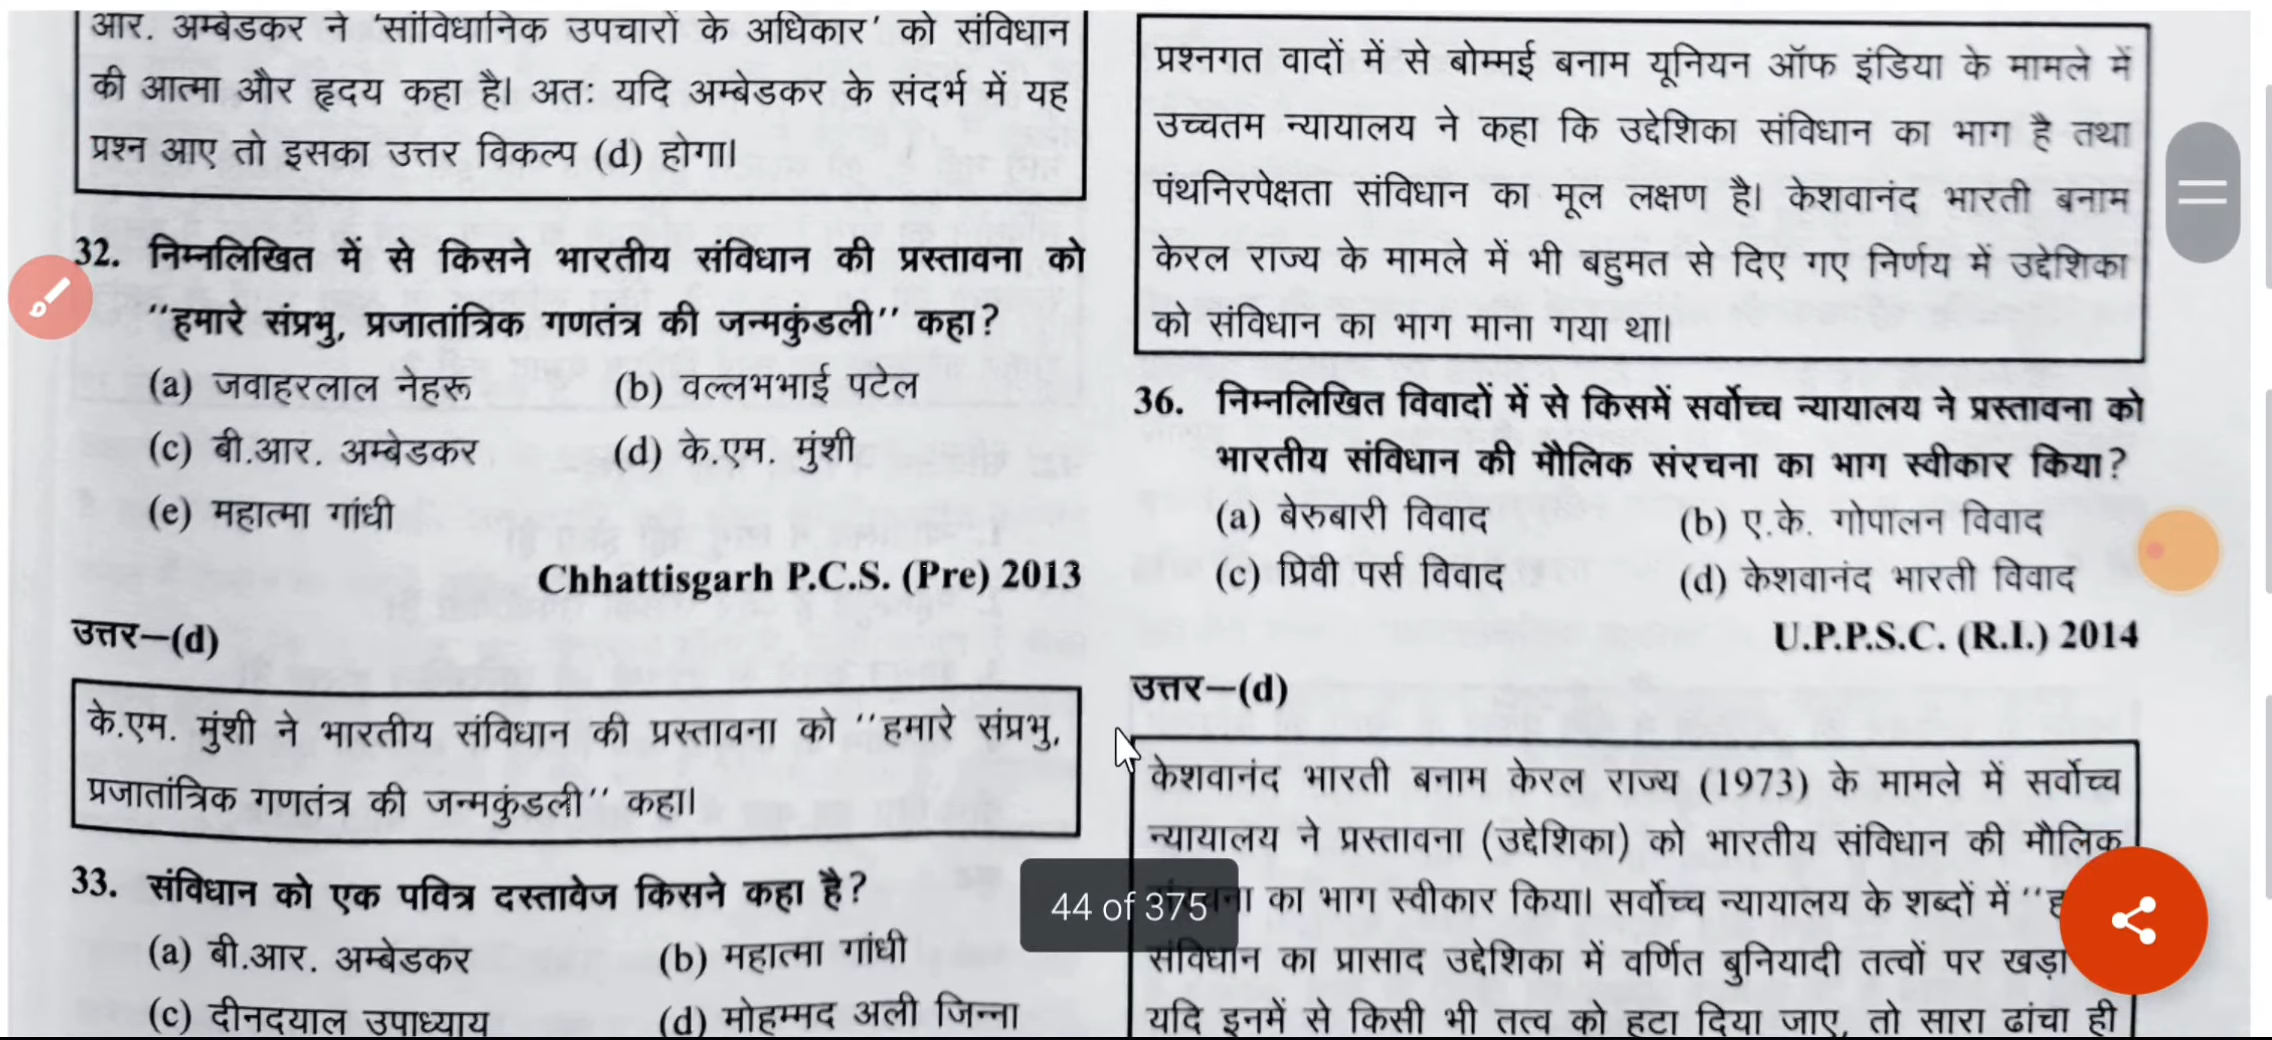 आर. अम्बेडकर ने 'सांविधानिक उपचारों के अधिकार' को संविधान
की आत्मा और हृदय कहा है। अतः यदि अम्बेडकर के संदर्भ में यह
प्रश्न आए तो इसका उत्तर विकल्प (d) होगा।
32. निम्नलिखित में से किसने भारतीय संविधान की प्रस्तावना को
''हमारे संप्रभु, प्रजातांत्रिक गणतंत्र की जन्मकुंडली'' कहा?
(a) जवाहरलाल नेहरू (b) वल्लभभाई पटेल
(c) बी.आर. अम्बेडकर (d) के.एम. मुंशी
(e) महात्मा गांधी
Chhattisgarh P.C.S. (Pre) 2013
उत्तर—(d)
के.एम. मुंशी ने भारतीय संविधान की प्रस्तावना को ''हमारे संप्रभु,
प्रजातांत्रिक गणतंत्र की जन्मकुंडली'' कहा।
33. संविधान को एक पवित्र दस्तावेज किसने कहा है?
(a) बी.आर. अम्बेडकर (b) महात्मा गांधी
(c) दीनदयाल उपाध्याय (d) मोहम्मद अली जिन्ना
प्रश्नगत वादों में से बोम्मई बनाम यूनियन ऑफ इंडिया के मामले में
उच्चतम न्यायालय ने कहा कि उद्देशिका संविधान का भाग है तथा
पंथनिरपेक्षता संविधान का मूल लक्षण है। केशवानंद भारती बनाम
केरल राज्य के मामले में भी बहुमत से दिए गए निर्णय में उद्देशिका
को संविधान का भाग माना गया था।
36. निम्नलिखित विवादों में से किसमें सर्वोच्च न्यायालय ने प्रस्तावना को
भारतीय संविधान की मौलिक संरचना का भाग स्वीकार किया?
(a) बेरुबारी विवाद (b) ए.के. गोपालन विवाद
(c) प्रिवी पर्स विवाद (d) केशवानंद भारती विवाद
U.P.P.S.C. (R.I.) 2014
उत्तर—(d)
केशवानंद भारती बनाम केरल राज्य (1973) के मामले में सर्वोच्च
न्यायालय ने प्रस्तावना (उद्देशिका) को भारतीय संविधान की मौलिक
का भाग स्वीकार किया। सर्वोच्च न्यायालय के शब्दों में ''
संविधान का प्रासाद उद्देशिका में वर्णित बुनियादी तत्वों पर खड़ा
यदि इनमें से किसी भी तत्व को हटा दिया जाए, तो सारा ढांचा ही
44 of 375